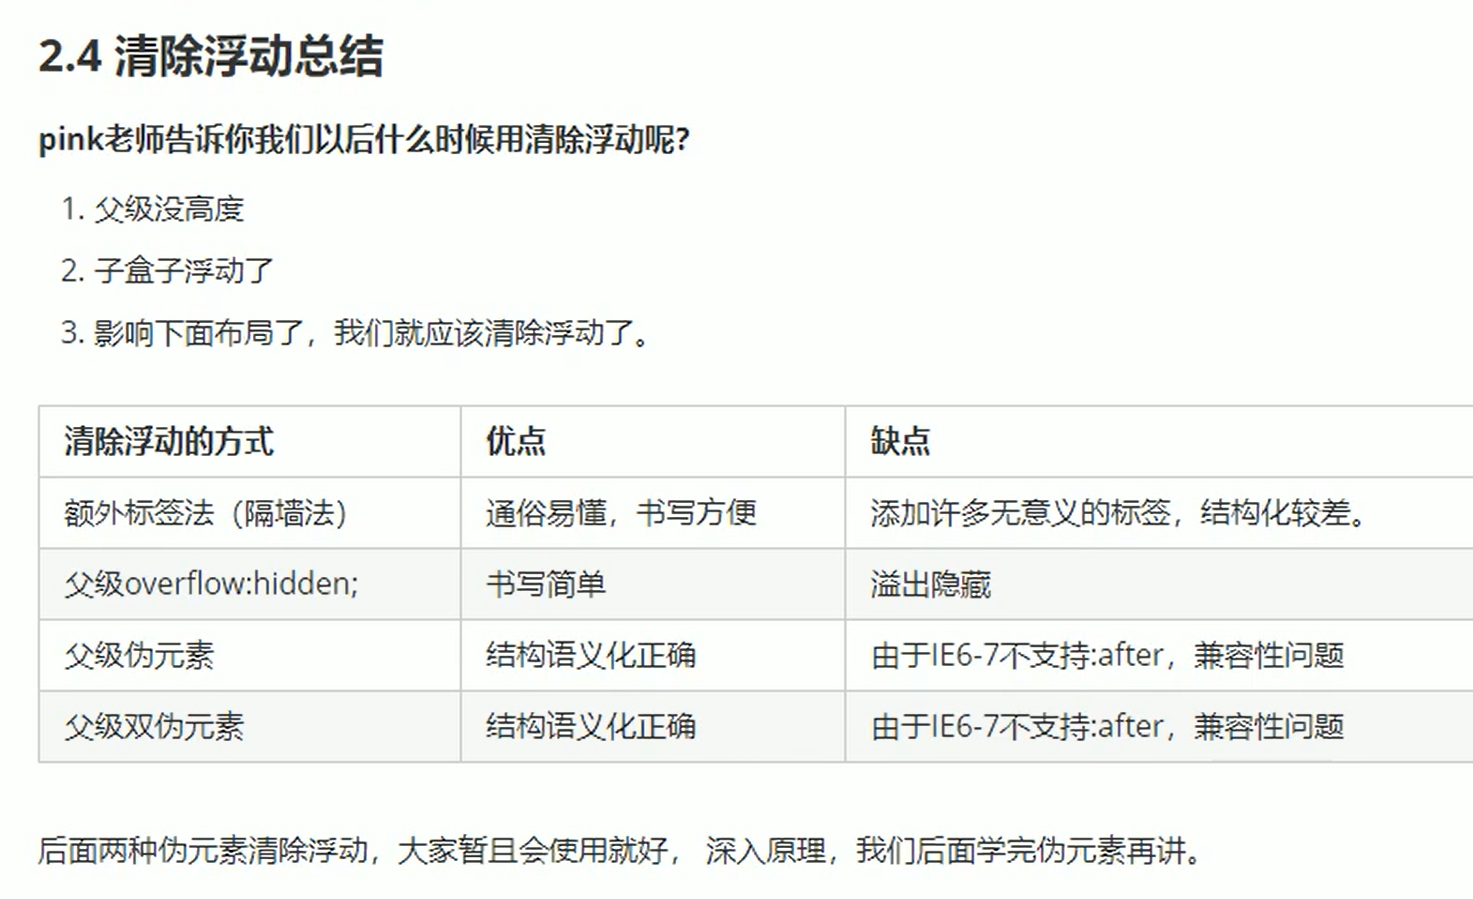 2.4 清除浮动总结
pink老师告诉你我们以后什么时候用清除浮动呢?
1. 父级没高度
2. 子盒子浮动了
3. 影响下面布局了，我们就应该清除浮动了。
清除浮动的方式 优点 缺点
额外标签法（隔墙法） 通俗易懂，书写方便 添加许多无意义的标签，结构化较差。
父级overflow:hidden; 书写简单 溢出隐藏
父级伪元素 结构语义化正确 由于IE6-7不支持:after，兼容性问题
父级双伪元素 结构语义化正确 由于IE6-7不支持:after，兼容性问题
后面两种伪元素清除浮动，大家暂且会使用就好， 深入原理，我们后面学完伪元素再讲。